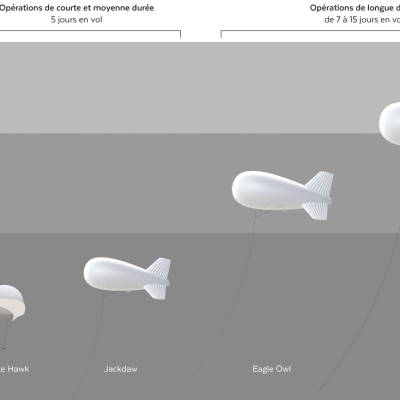 Opérations de courte et moyenne durée
5 jours en vol
Opérations de longue d
de 7 à 15 jours en vo
e Hawk
Jackdaw
Eagle Owl